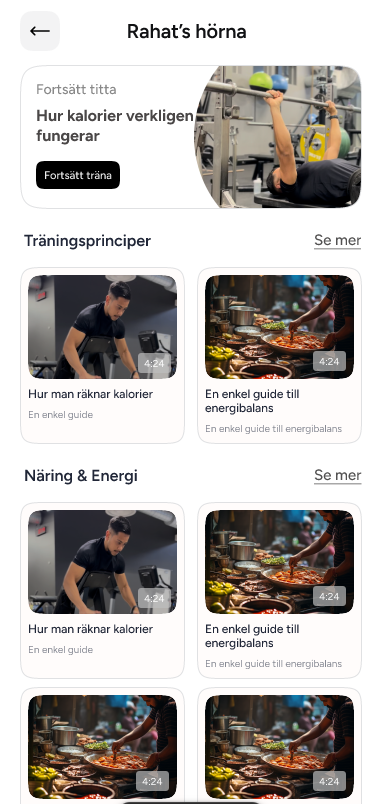 Rahat’s hörna
Fortsätt titta
Hur kalorier verkligen
fungerar
Fortsätt träna
Träningsprinciper
Se mer
4:24
4:24
Hur man räknar kalorier
En enkel guide
En enkel guide till
energibalans
En enkel guide till energibalans
Näring & Energi
Se mer
4:24
4:24
Hur man räknar kalorier
En enkel guide
En enkel guide till
energibalans
En enkel guide till energibalans
4:24
4:24